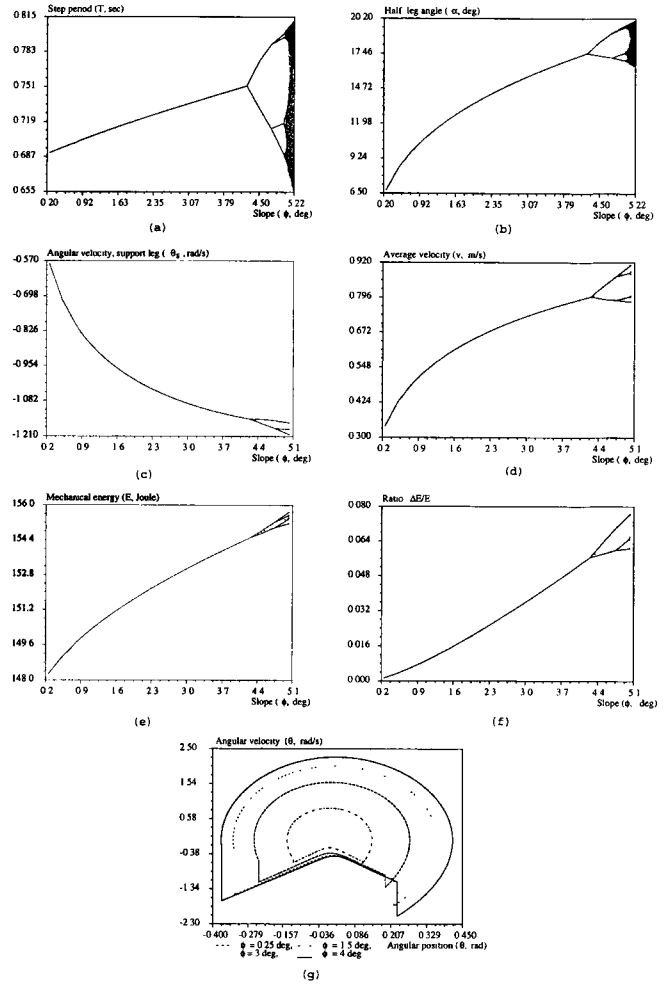 Step period (T, sec)
0 815
0.783
0.751
0.719
0 687
0 655
0 20 0 92 1 63 2 35 3 07 3 79 4 50 5 22
Slope ( ϕ, deg)
(a)
Half leg angle ( α, deg)
20 20
17 46
14 72
11 98
9 24
6 50
0 20 0 92 1 63 2 35 3 07 3 79 4 50 5 22
Slope ( ϕ, deg)
(b)
Angular velocity, support leg ( θs , rad/s)
-0.570
-0.698
-0.826
-0.954
-1.082
-1.210
0 2 0 9 1 6 2 3 3 0 3 7 4 4 5 1
Slope ( ϕ, deg)
(c)
Average velocity (v, m/s)
0.920
0.796
0.672
0.548
0.424
0.300
0 2 0 9 1 6 2 3 3 0 3 7 4 4 5 1
Slope ( ϕ, deg)
(d)
Mechanical energy (E, Joule)
156.0
154 4
152.8
151.2
149 6
148 0
0 2 0 9 1 6 2 3 3 0 3 7 4 4 5 1
Slope ( ϕ, deg)
(e)
Ratio ΔE/E
0 080
0 064
0 048
0 032
0 016
0 000
0 2 0 9 1 6 2 3 3 0 3 7 4 4 5 1
Slope (ϕ, deg)
(f)
Angular velocity (θ, rad/s)
2 50
1 54
0 58
-0 38
-1 34
-2 30
-0 400 -0 279 -0.157 -0.036 0 086 0.207 0.329 0.450
ϕ = 0 25 deg, ϕ = 1 5 deg, Angular position (θ, rad)
ϕ = 3 deg, ϕ = 4 deg
(g)